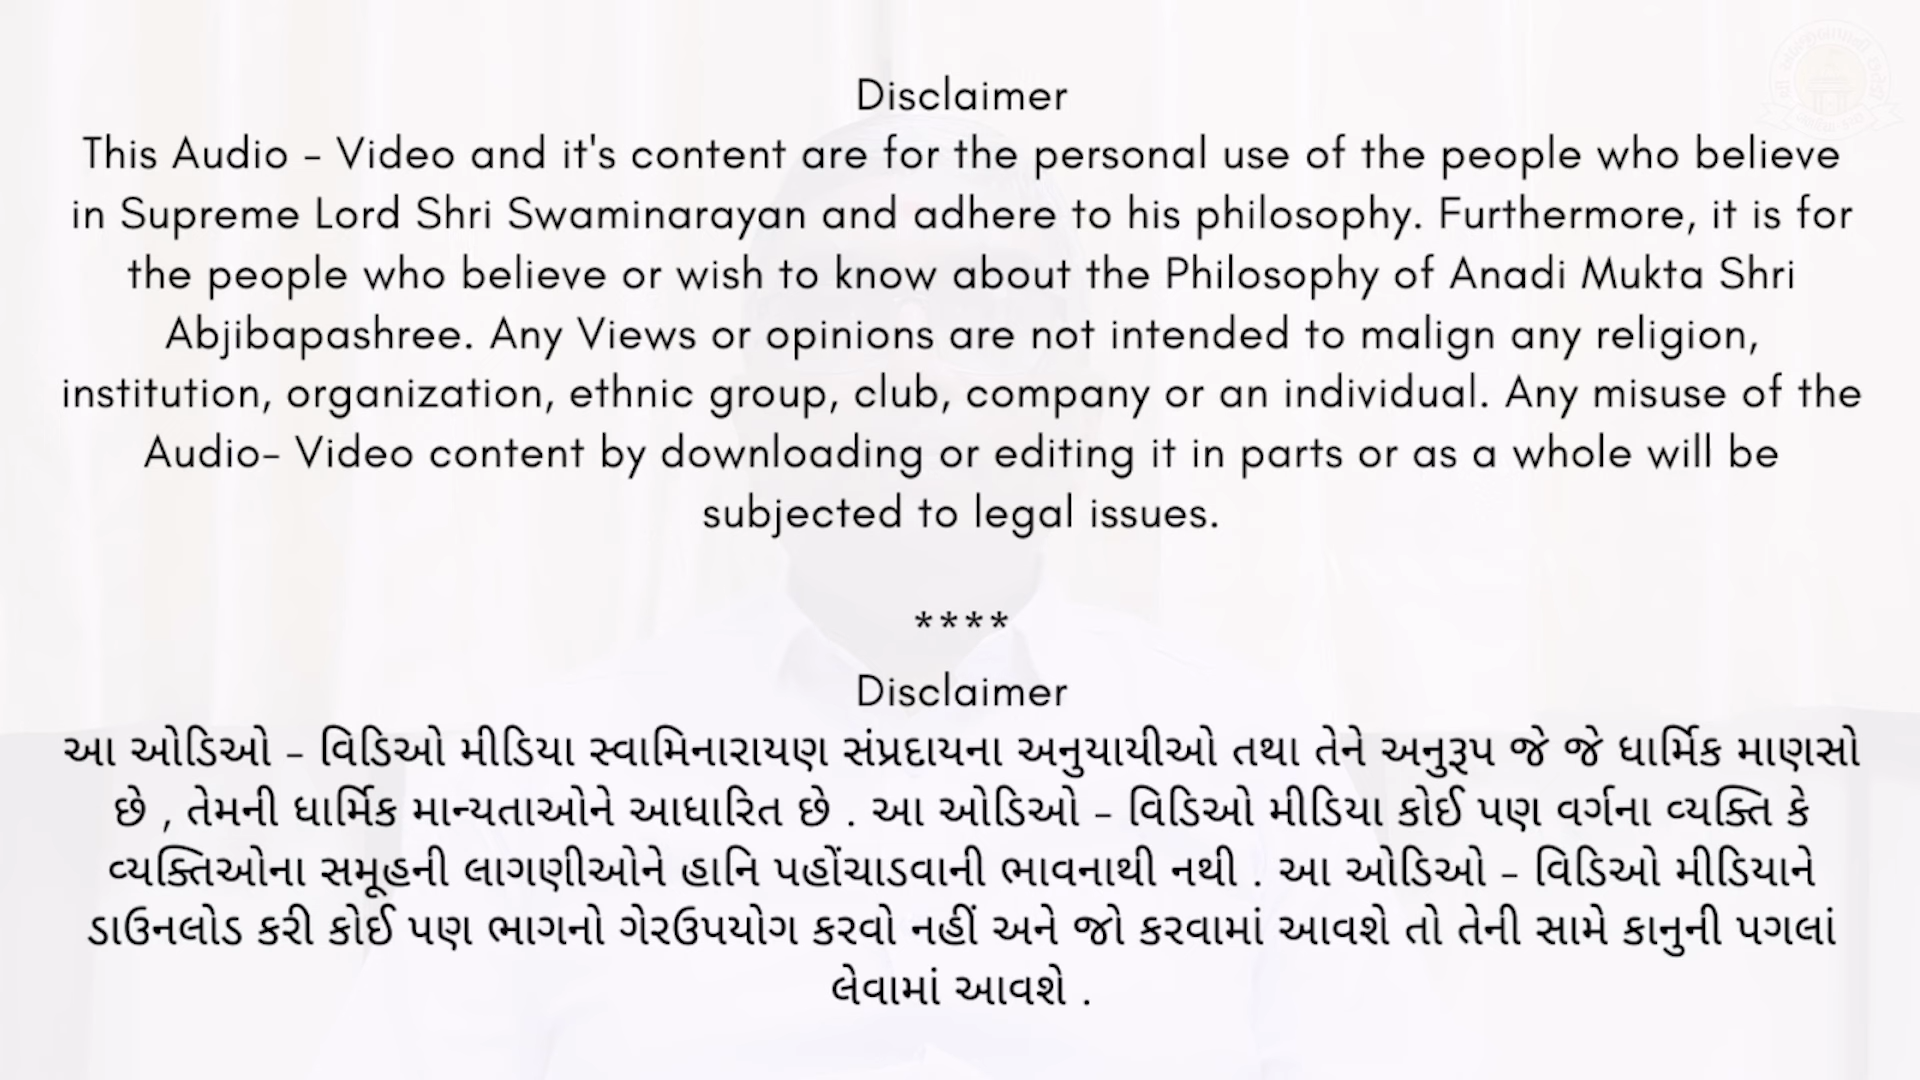 Disclaimer
This Audio - Video and it's content are for the personal use of the people who believe
in Supreme Lord Shri Swaminarayan and adhere to his philosophy. Furthermore, it is for
the people who believe or wish to know about the Philosophy of Anadi Mukta Shri
Abjibapashree. Any Views or opinions are not intended to malign any religion,
institution, organization, ethnic group, club, company or an individual. Any misuse of the
Audio- Video content by downloading or editing it in parts or as a whole will be
subjected to legal issues.
****
Disclaimer
આ ઓડિઓ - વિડિઓ મીડિયા સ્વામિનારાયણ સંપ્રદાયના અનુયાયીઓ તથા તેને અનુરૂપ જે જે ધાર્મિક માણસો
છે , તેમની ધાર્મિક માન્યતાઓને આધારિત છે . આ ઓડિઓ - વિડિઓ મીડિયા કોઈ પણ વર્ગના વ્યક્તિ કે
વ્યક્તિઓના સમૂહની લાગણીઓને હાનિ પહોંચાડવાની ભાવનાથી નથી . આ ઓડિઓ - વિડિઓ મીડિયાને
ડાઉનલોડ કરી કોઈ પણ ભાગનો ગેરઉપયોગ કરવો નહીં અને જો કરવામાં આવશે તો તેની સામે કાનુની પગલાં
લેવામાં આવશે .